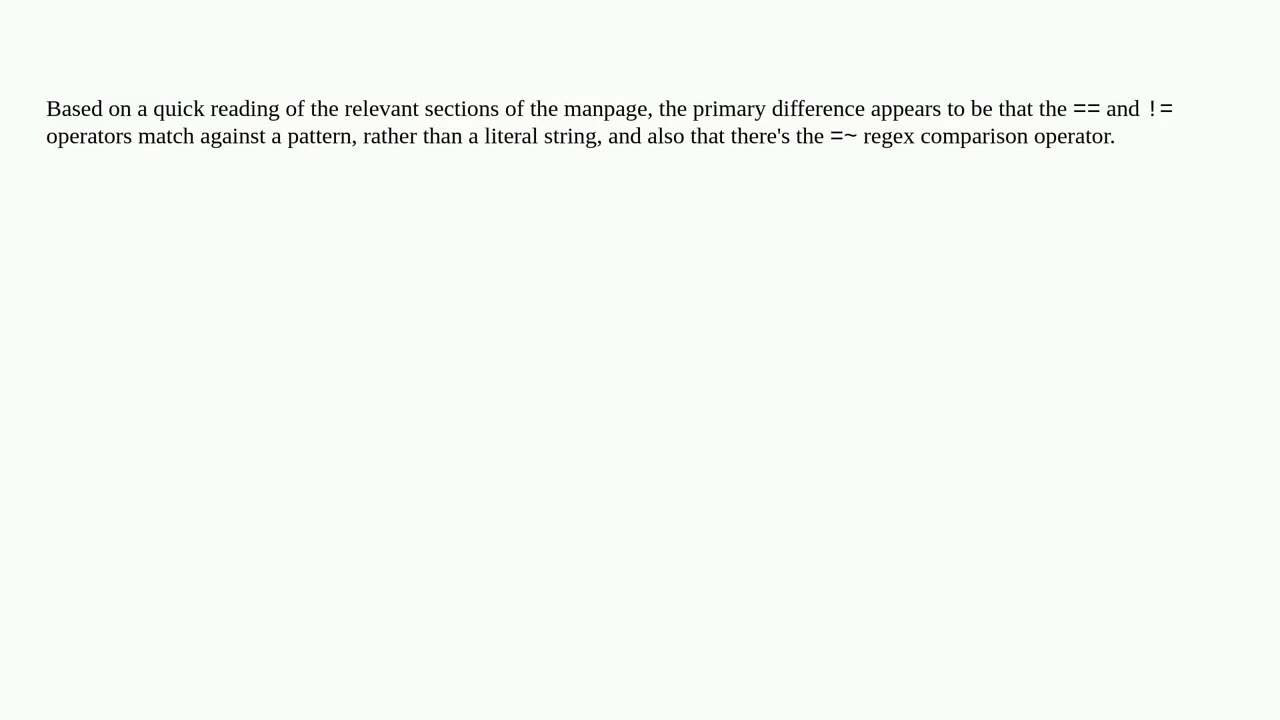 Based on a quick reading of the relevant sections of the manpage, the primary difference appears to be that the == and !=
operators match against a pattern, rather than a literal string, and also that there's the =~ regex comparison operator.